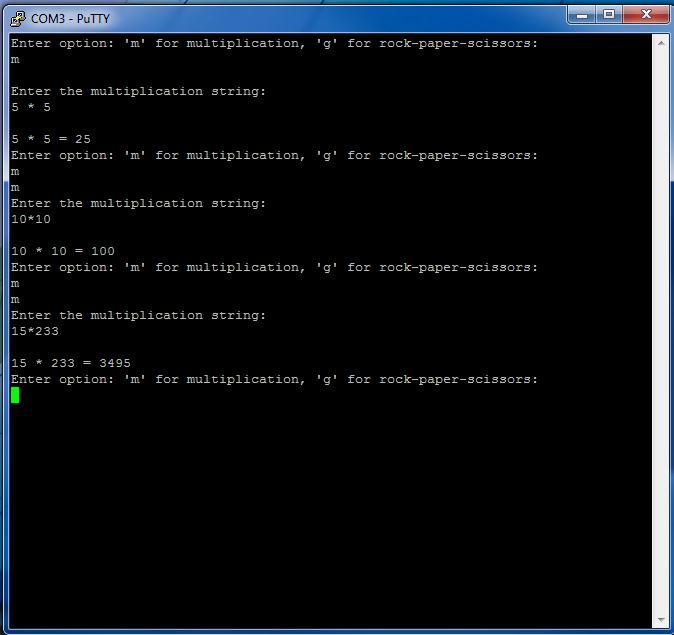 COM3 - PuTTY
Enter option: 'm' for multiplication, 'g' for rock-paper-scissors:
m
Enter the multiplication string:
5 * 5
5 * 5 = 25
Enter option: 'm' for multiplication, 'g' for rock-paper-scissors:
m
m
Enter the multiplication string:
10*10
10 * 10 = 100
Enter option: 'm' for multiplication, 'g' for rock-paper-scissors:
m
m
Enter the multiplication string:
15*233
15 * 233 = 3495
Enter option: 'm' for multiplication, 'g' for rock-paper-scissors: